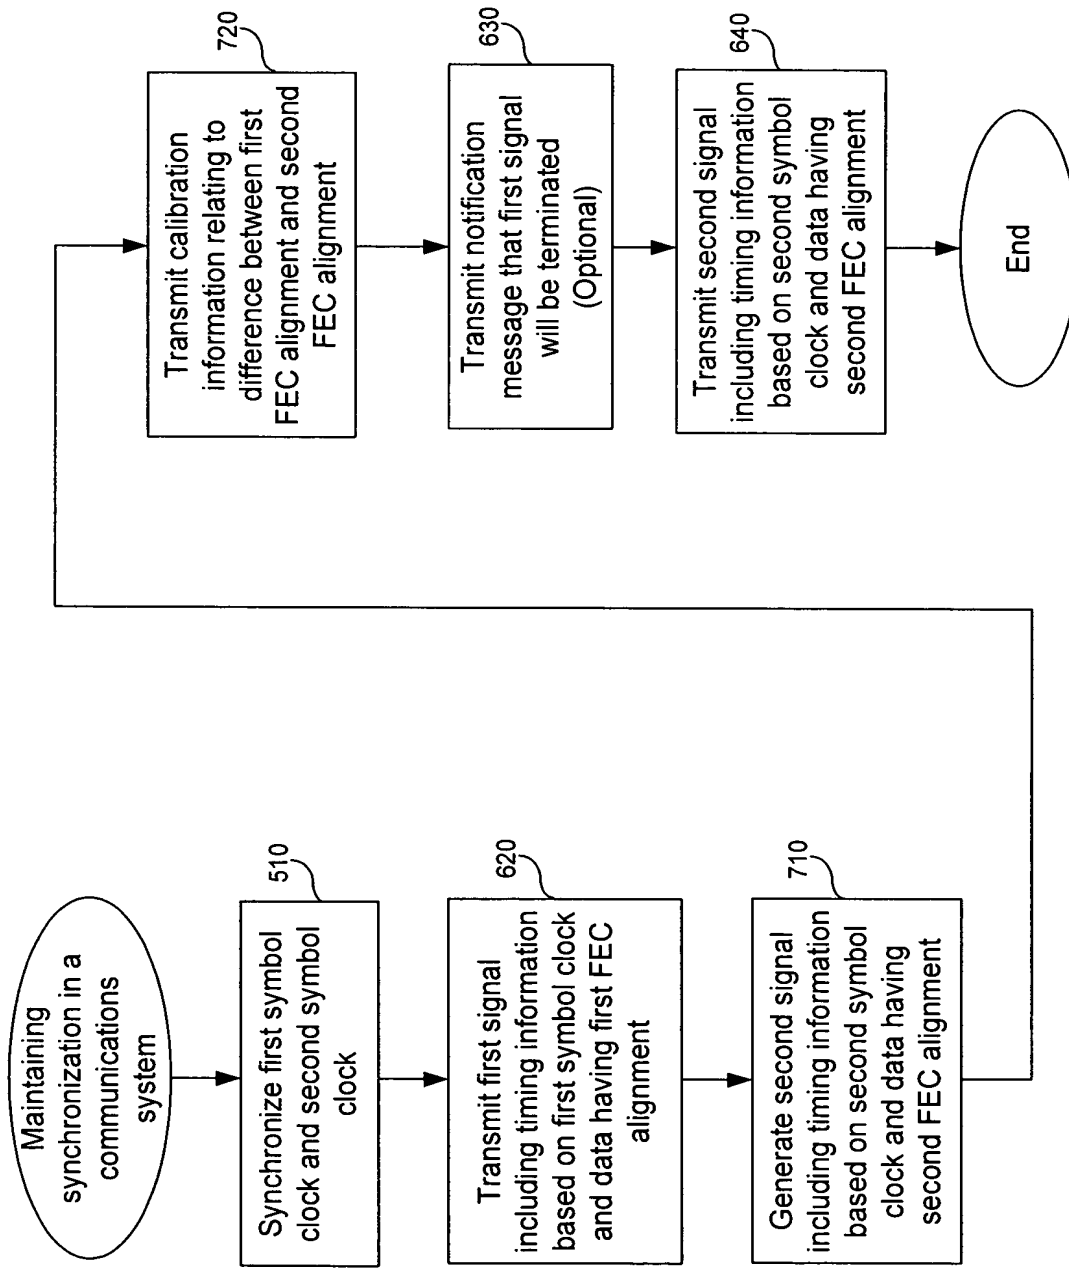 Maintaining
synchronization in a
communications
system
510
Synchronize first symbol
clock and second symbol
clock
620
Transmit first signal
including timing information
based on first symbol clock
and data having first FEC
alignment
710
Generate second signal
including timing information
based on second symbol
clock and data having
second FEC alignment
720
Transmit calibration
information relating to
difference between first
FEC alignment and second
FEC alignment
630
Transmit notification
message that first signal
will be terminated
(Optional)
640
Transmit second signal
including timing information
based on second symbol
clock and data having
second FEC alignment
End